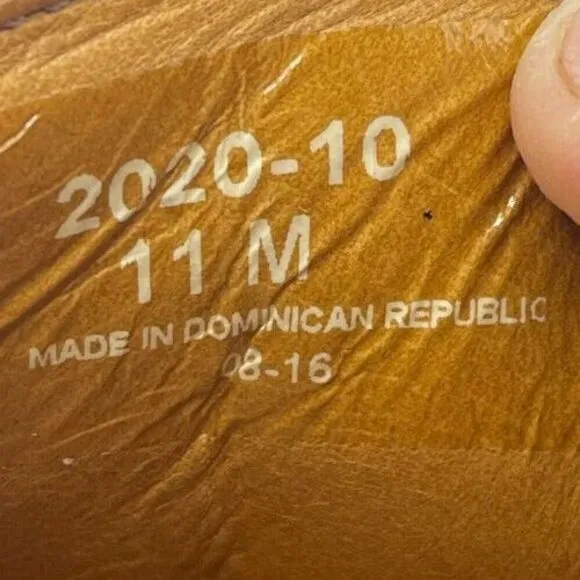 2020-10
11 M
MADE IN DOMINICAN REPUBLIC
08-16